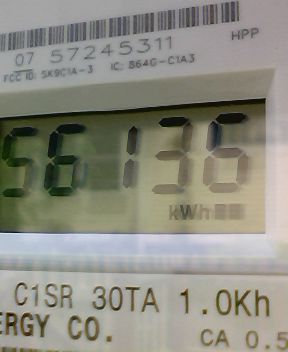 07 57245311 HPP
FCC ID: SK9C1A-3 IC: 864G-C1A3
56136
kWh
C1SR 30TA 1.0Kh
ERGY CO. CA 0.5